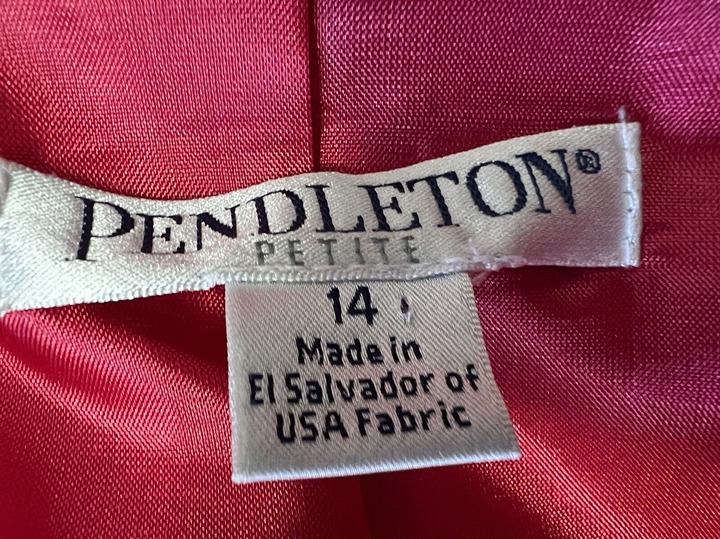 PENDLETON®
PETITE
14
Made in
El Salvador of
USA Fabric